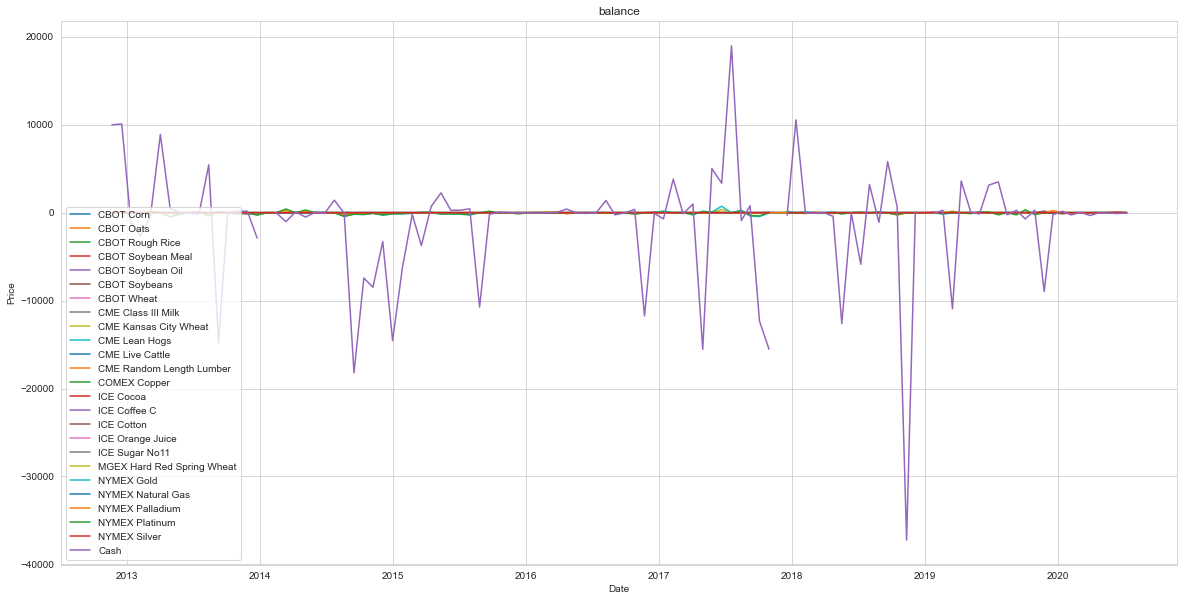 balance
20000
10000
0
−10000
−20000
−30000
−40000
Price
CBOT Corn
CBOT Oats
CBOT Rough Rice
CBOT Soybean Meal
CBOT Soybean Oil
CBOT Soybeans
CBOT Wheat
CME Class III Milk
CME Kansas City Wheat
CME Lean Hogs
CME Live Cattle
CME Random Length Lumber
COMEX Copper
ICE Cocoa
ICE Coffee C
ICE Cotton
ICE Orange Juice
ICE Sugar No11
MGEX Hard Red Spring Wheat
NYMEX Gold
NYMEX Natural Gas
NYMEX Palladium
NYMEX Platinum
NYMEX Silver
Cash
2013 2014 2015 2016 2017 2018 2019 2020
Date